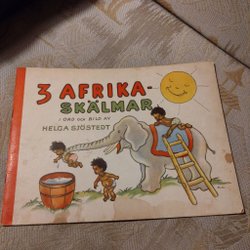 3 AFRIKA-
SKÄLMAR
I ORD OCH BILD AV
HELGA SJÖSTEDT